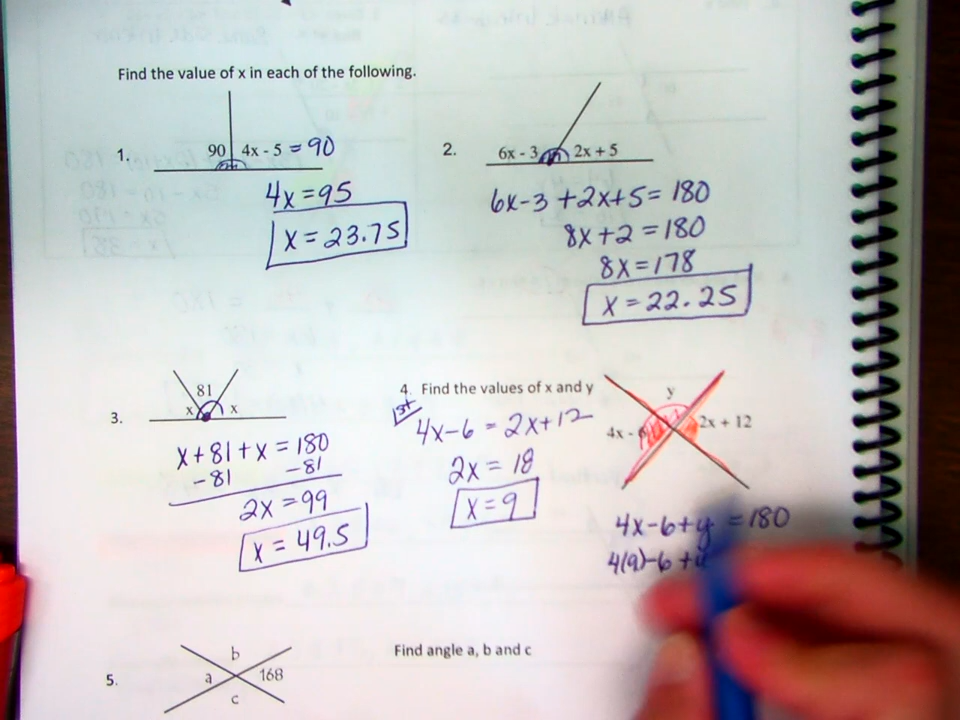 Find the value of x in each of the following.
1. 90 4x - 5 = 90
4x = 95
x = 23.75
2. 6x - 3 2x + 5
6x-3 + 2x+5 = 180
8x + 2 = 180
8x = 178
x = 22.25
3. x 81 x
x + 81 + x = 180
-81 -81
2x = 99
x = 49.5
4. Find the values of x and y
1st
4x-6 = 2x+12
2x = 18
x = 9
y
4x - 6 2x + 12
4x-6+y = 180
4(9)-6 +
5. a b c 168
Find angle a, b and c